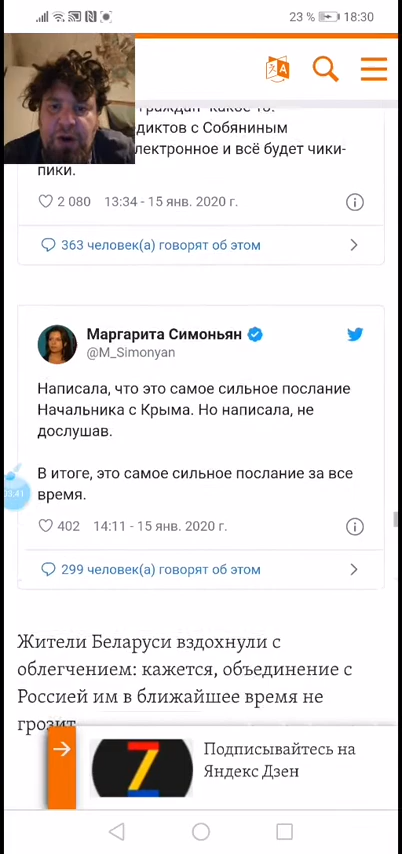 23 % 18:30
диктов с Собяниным
лектронное и всё будет чики-
пики.
2 080 13:34 - 15 янв. 2020 г.
363 человек(а) говорят об этом
Маргарита Симоньян
@M_Simonyan
Написала, что это самое сильное послание
Начальника с Крыма. Но написала, не
дослушав.
В итоге, это самое сильное послание за все
время.
03:41
402 14:11 - 15 янв. 2020 г.
299 человек(а) говорят об этом
Жители Беларуси вздохнули с
облегчением: кажется, объединение с
Россией им в ближайшее время не
грозит
Подписывайтесь на
Яндекс Дзен